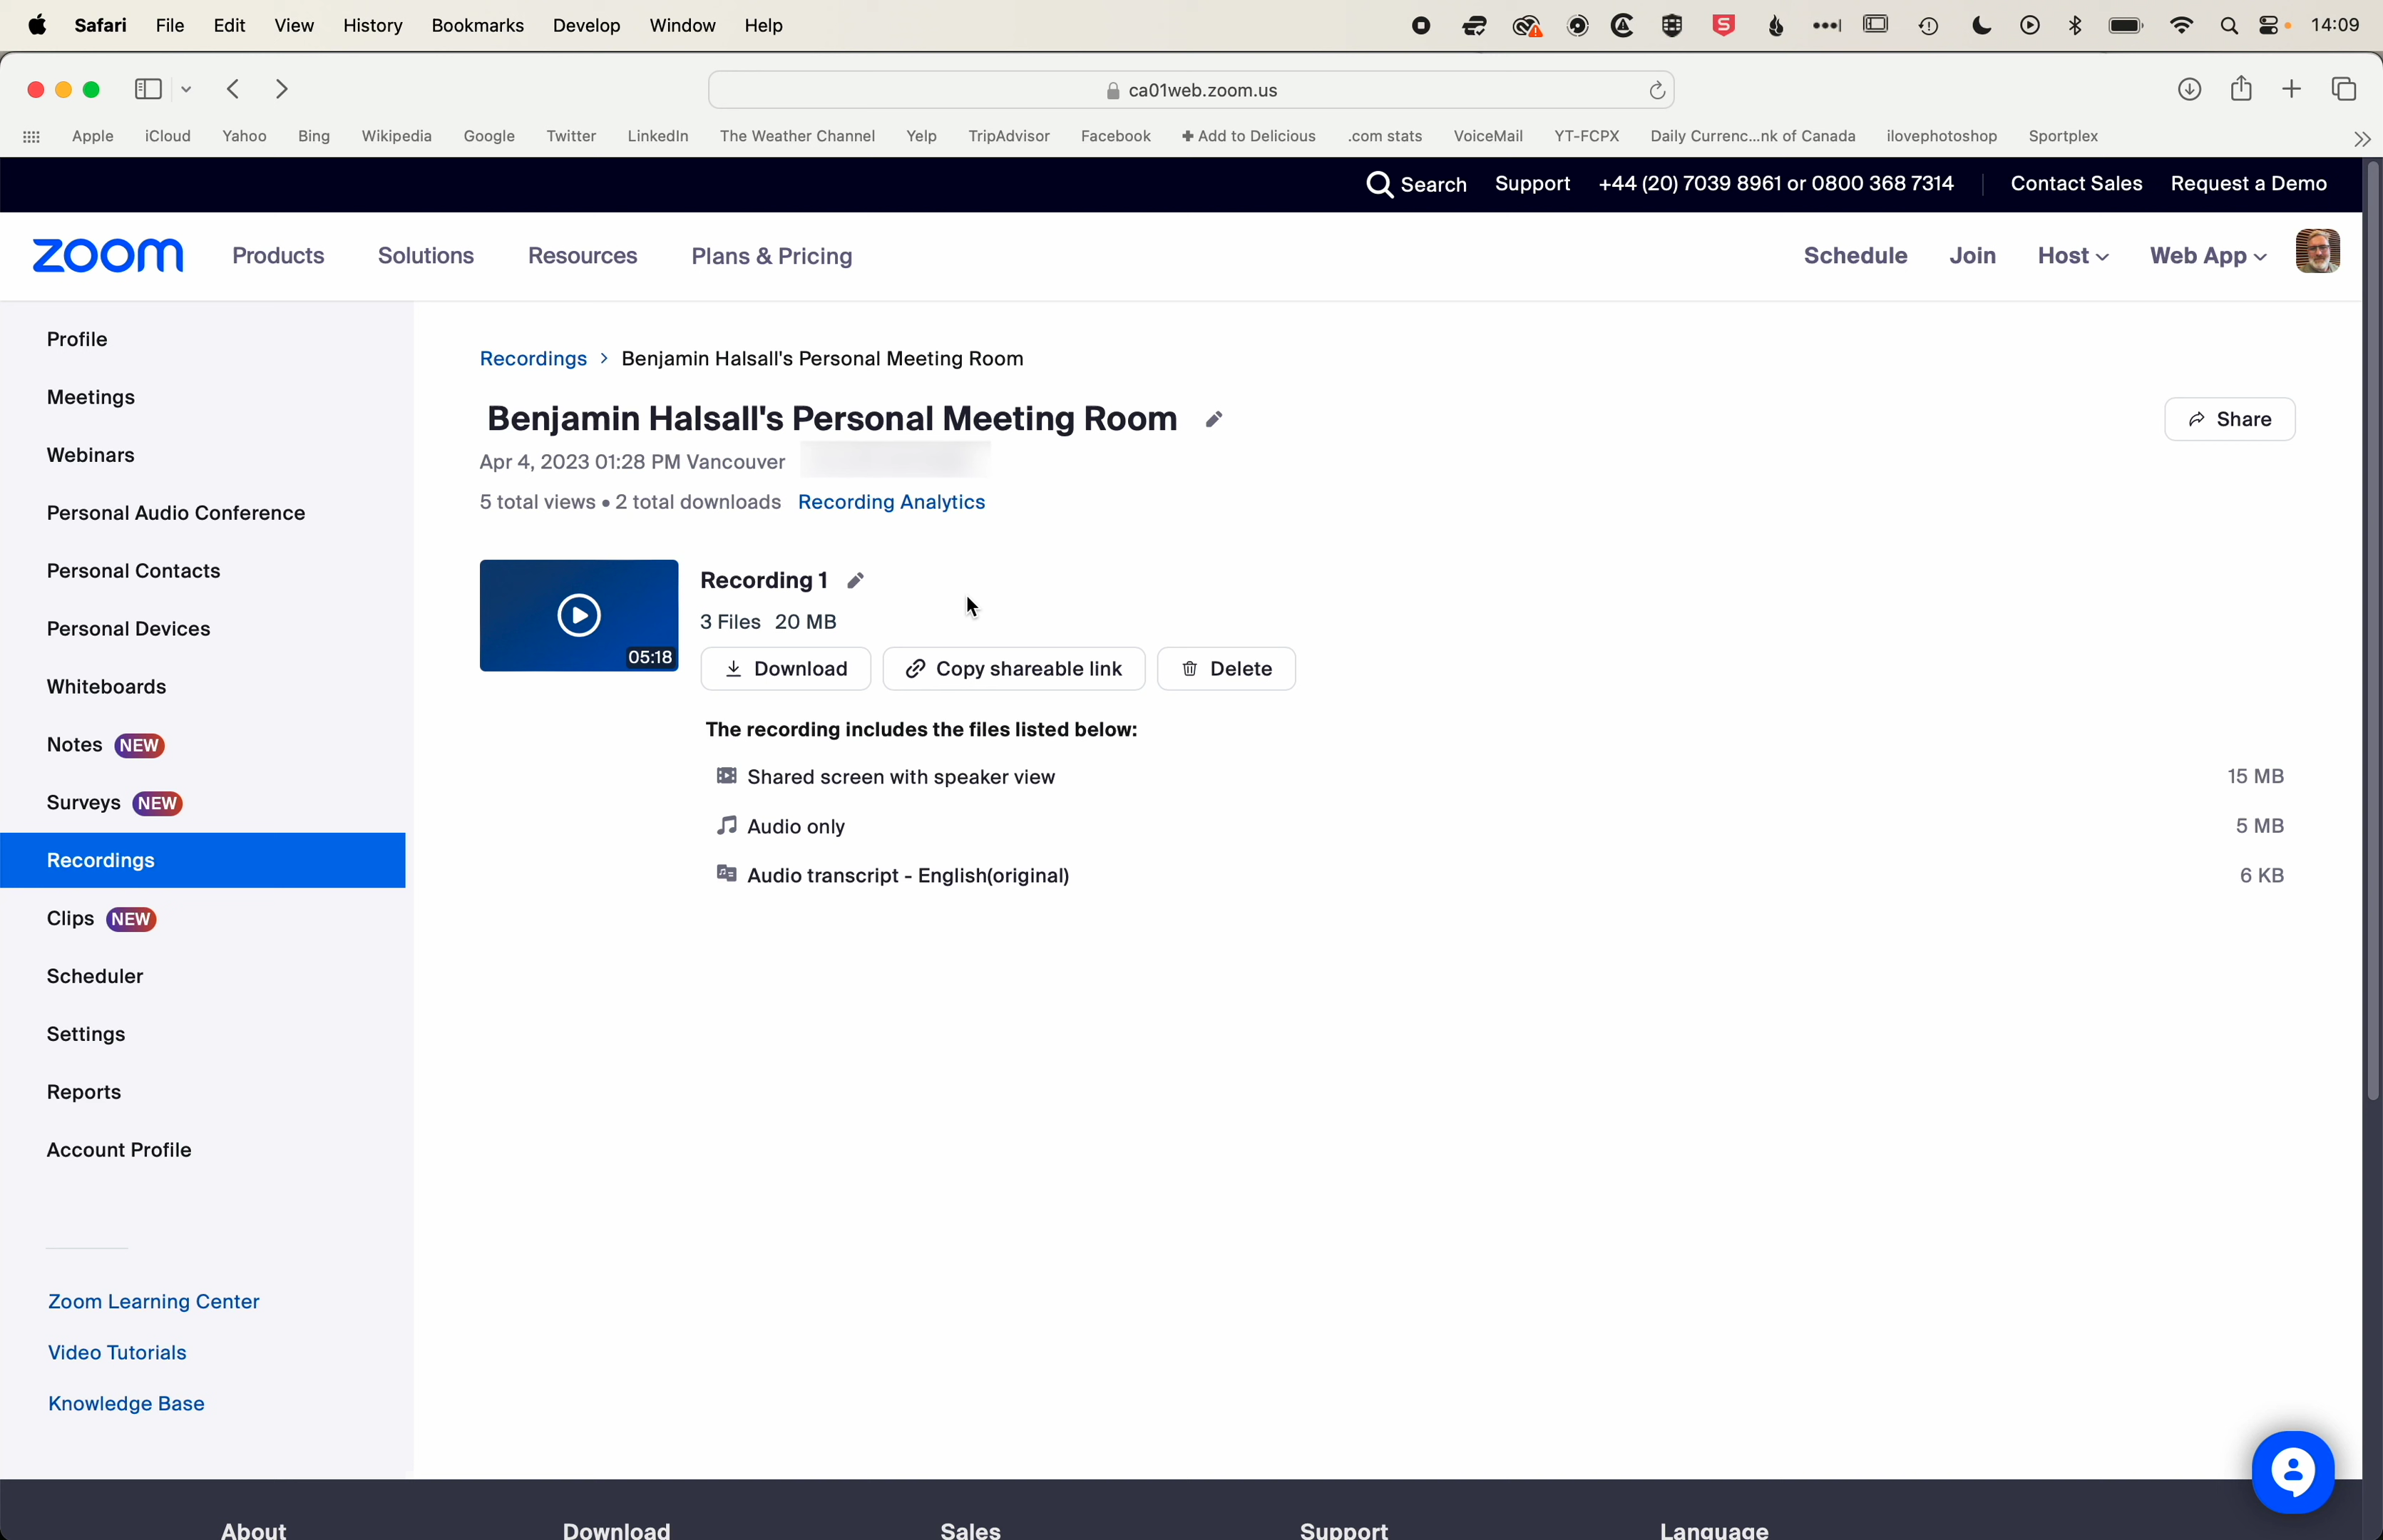 Safari File Edit View History Bookmarks Develop Window Help 14:09
ca01web.zoom.us
Apple iCloud Yahoo Bing Wikipedia Google Twitter LinkedIn The Weather Channel Yelp TripAdvisor Facebook + Add to Delicious .com stats VoiceMail YT-FCPX Daily Currenc...nk of Canada ilovephotoshop Sportplex
Search Support +44 (20) 7039 8961 or 0800 368 7314 Contact Sales Request a Demo
zoom Products Solutions Resources Plans & Pricing Schedule Join Host Web App
Profile
Meetings
Webinars
Personal Audio Conference
Personal Contacts
Personal Devices
Whiteboards
Notes NEW
Surveys NEW
Recordings
Clips NEW
Scheduler
Settings
Reports
Account Profile
Zoom Learning Center
Video Tutorials
Knowledge Base
Recordings > Benjamin Halsall's Personal Meeting Room
Benjamin Halsall's Personal Meeting Room
Share
Apr 4, 2023 01:28 PM Vancouver
5 total views • 2 total downloads Recording Analytics
05:18
Recording 1
3 Files 20 MB
Download Copy shareable link Delete
The recording includes the files listed below:
Shared screen with speaker view 15 MB
Audio only 5 MB
Audio transcript - English(original) 6 KB
About Download Sales Support Language